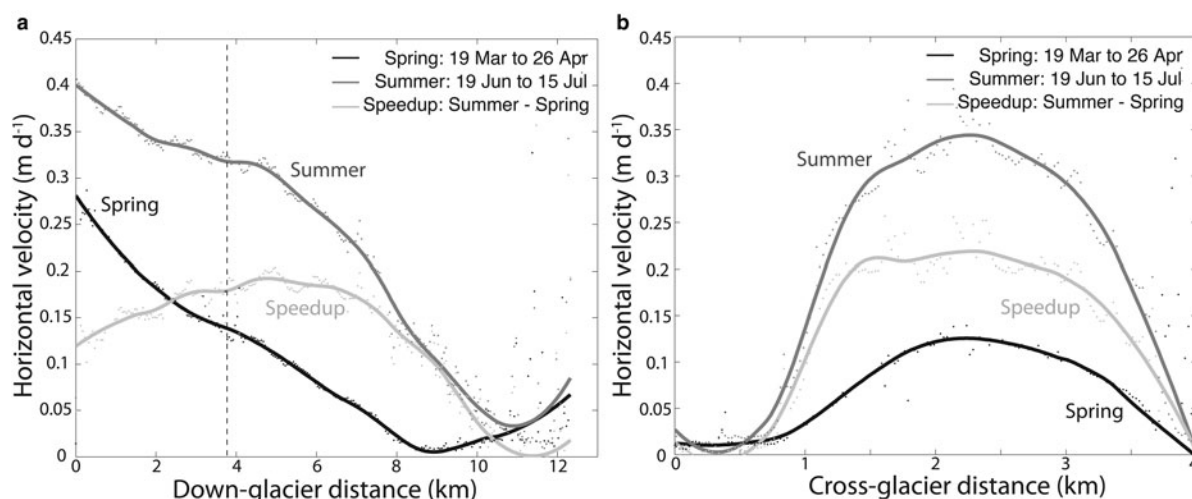 a
Spring: 19 Mar to 26 Apr
Summer: 19 Jun to 15 Jul
Speedup: Summer - Spring
Summer
Spring
Speedup
Horizontal velocity (m d-1)
0.45
0.4
0.35
0.3
0.25
0.2
0.15
0.1
0.05
0
0 2 4 6 8 10 12
Down-glacier distance (km)
b
Spring: 19 Mar to 26 Apr
Summer: 19 Jun to 15 Jul
Speedup: Summer - Spring
Summer
Speedup
Spring
Horizontal velocity (m d-1)
0.45
0.4
0.35
0.3
0.25
0.2
0.15
0.1
0.05
0
0 1 2 3 4
Cross-glacier distance (km)